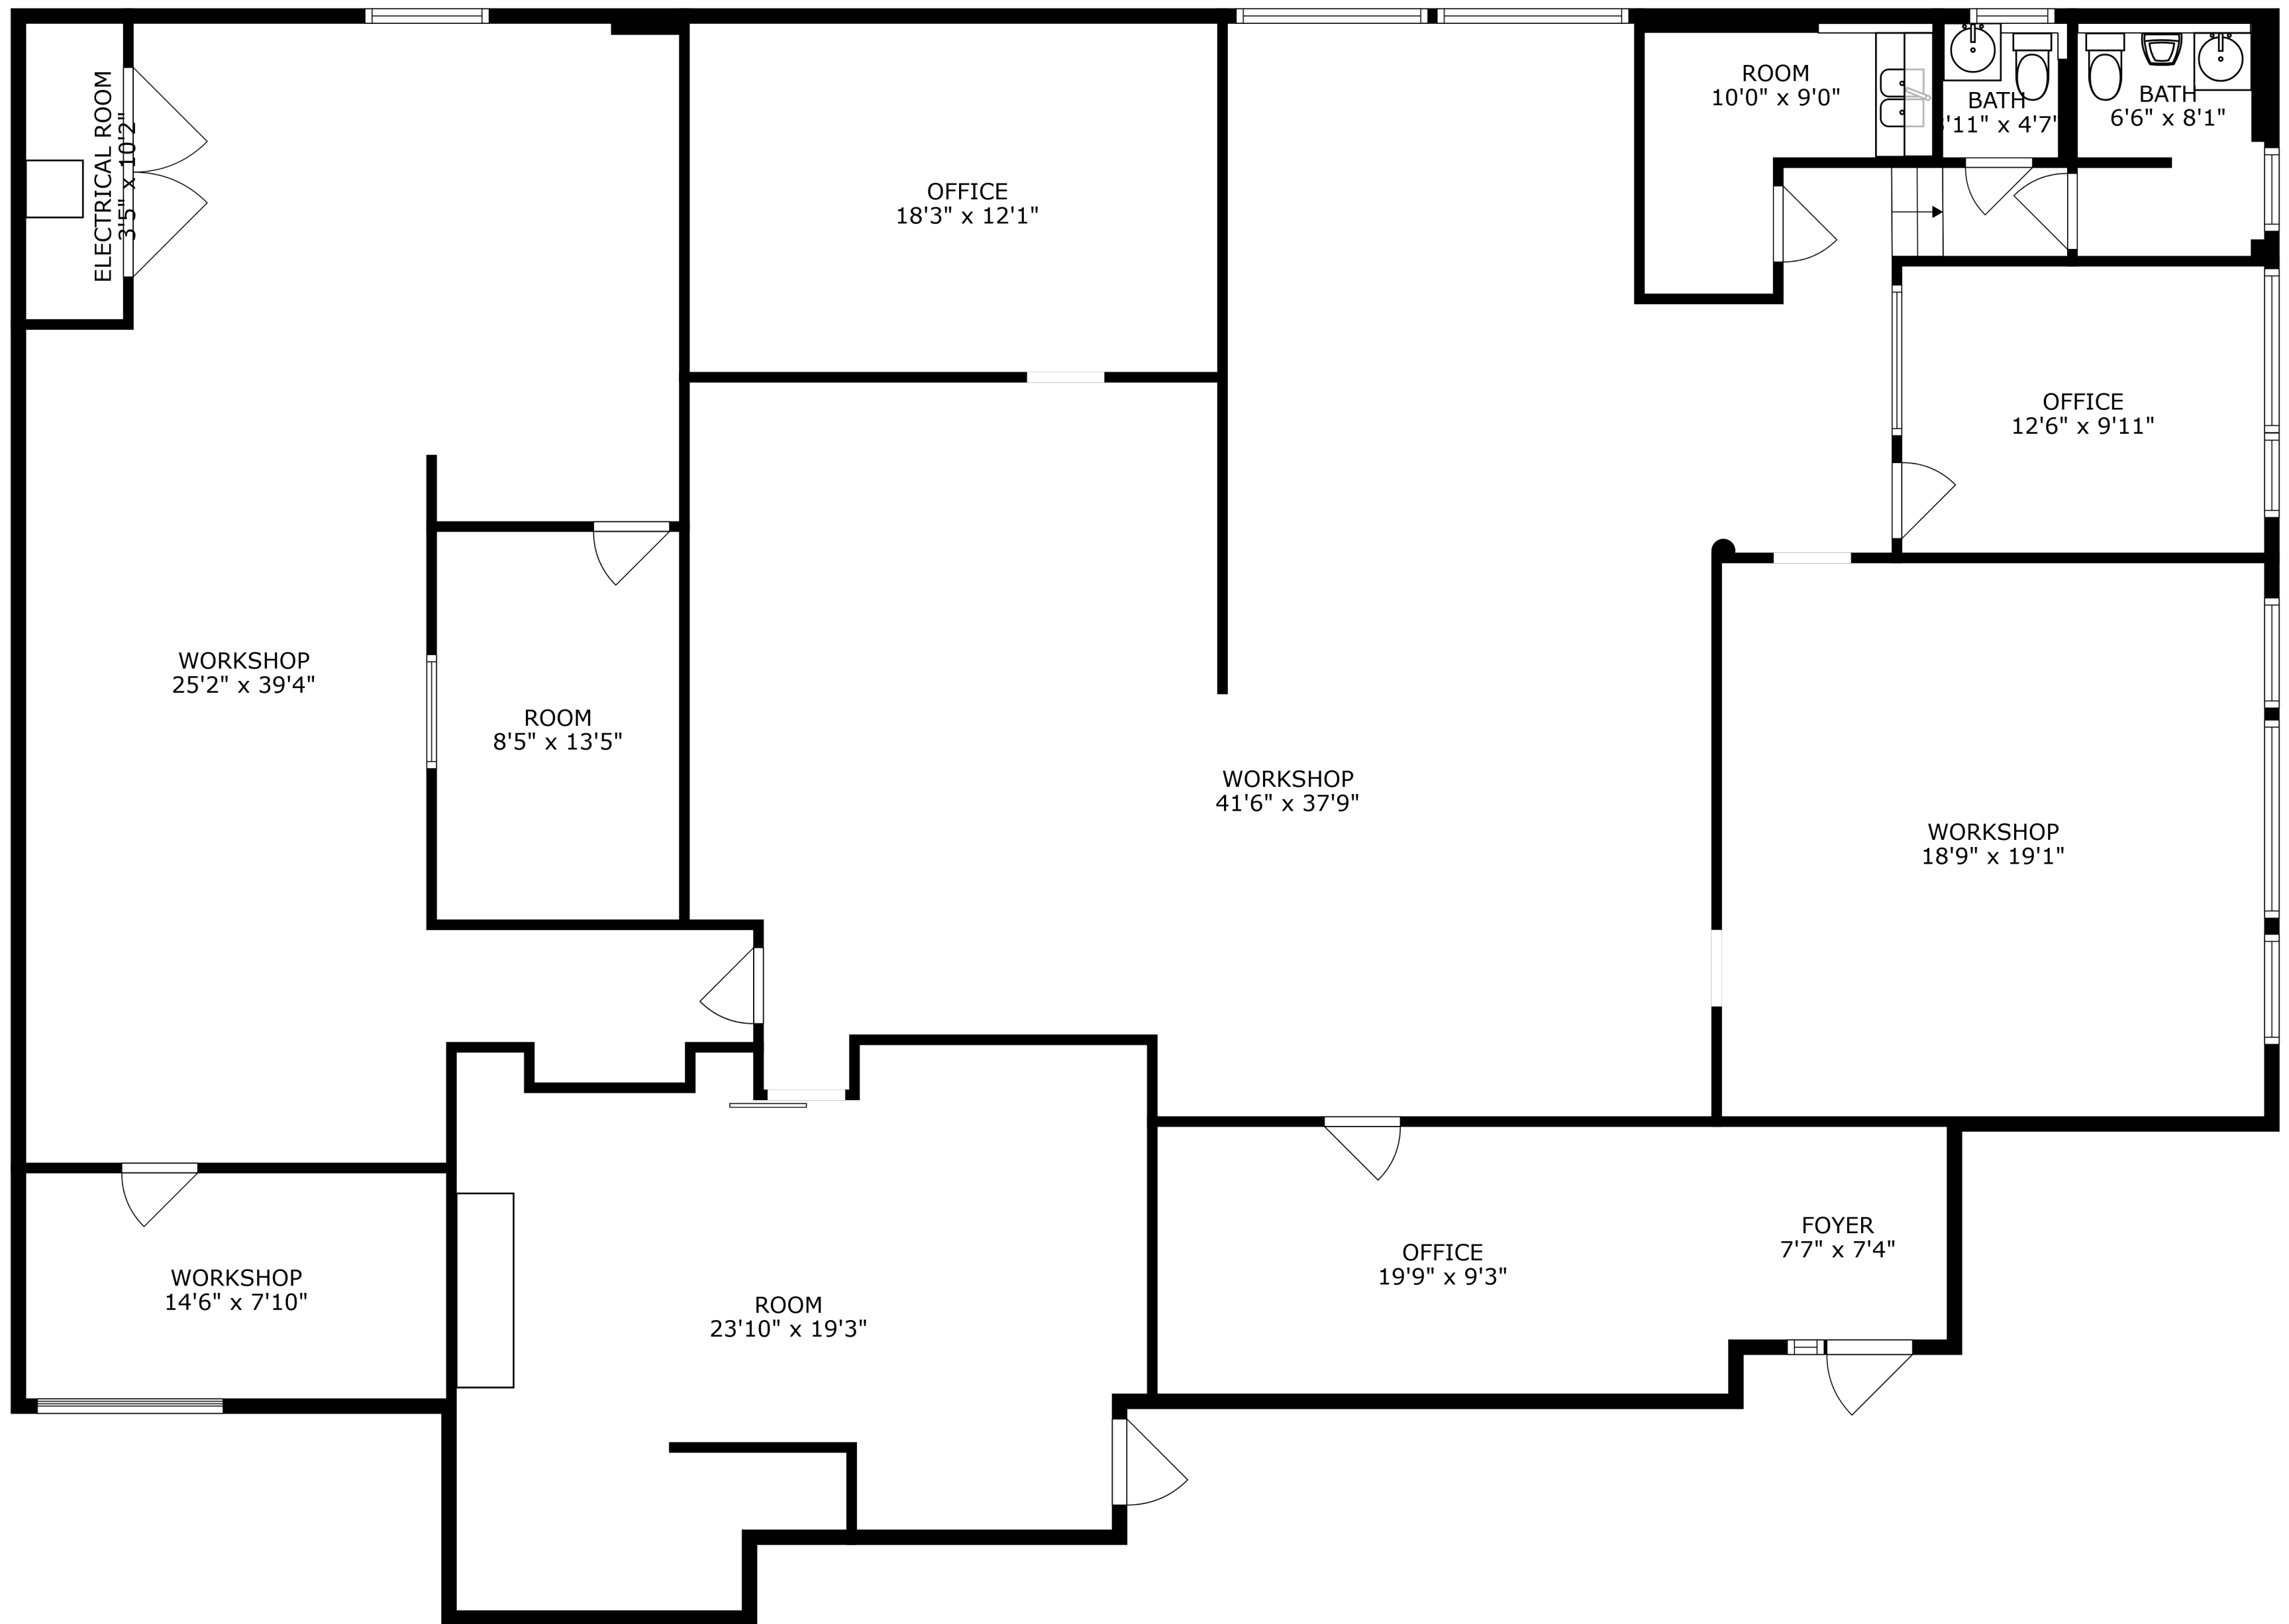 ELECTRICAL ROOM
3'5" x 10'2"
OFFICE
18'3" x 12'1"
ROOM
10'0" x 9'0"
BATH
'11" x 4'7"
BATH
6'6" x 8'1"
OFFICE
12'6" x 9'11"
WORKSHOP
25'2" x 39'4"
ROOM
8'5" x 13'5"
WORKSHOP
41'6" x 37'9"
WORKSHOP
18'9" x 19'1"
WORKSHOP
14'6" x 7'10"
ROOM
23'10" x 19'3"
OFFICE
19'9" x 9'3"
FOYER
7'7" x 7'4"